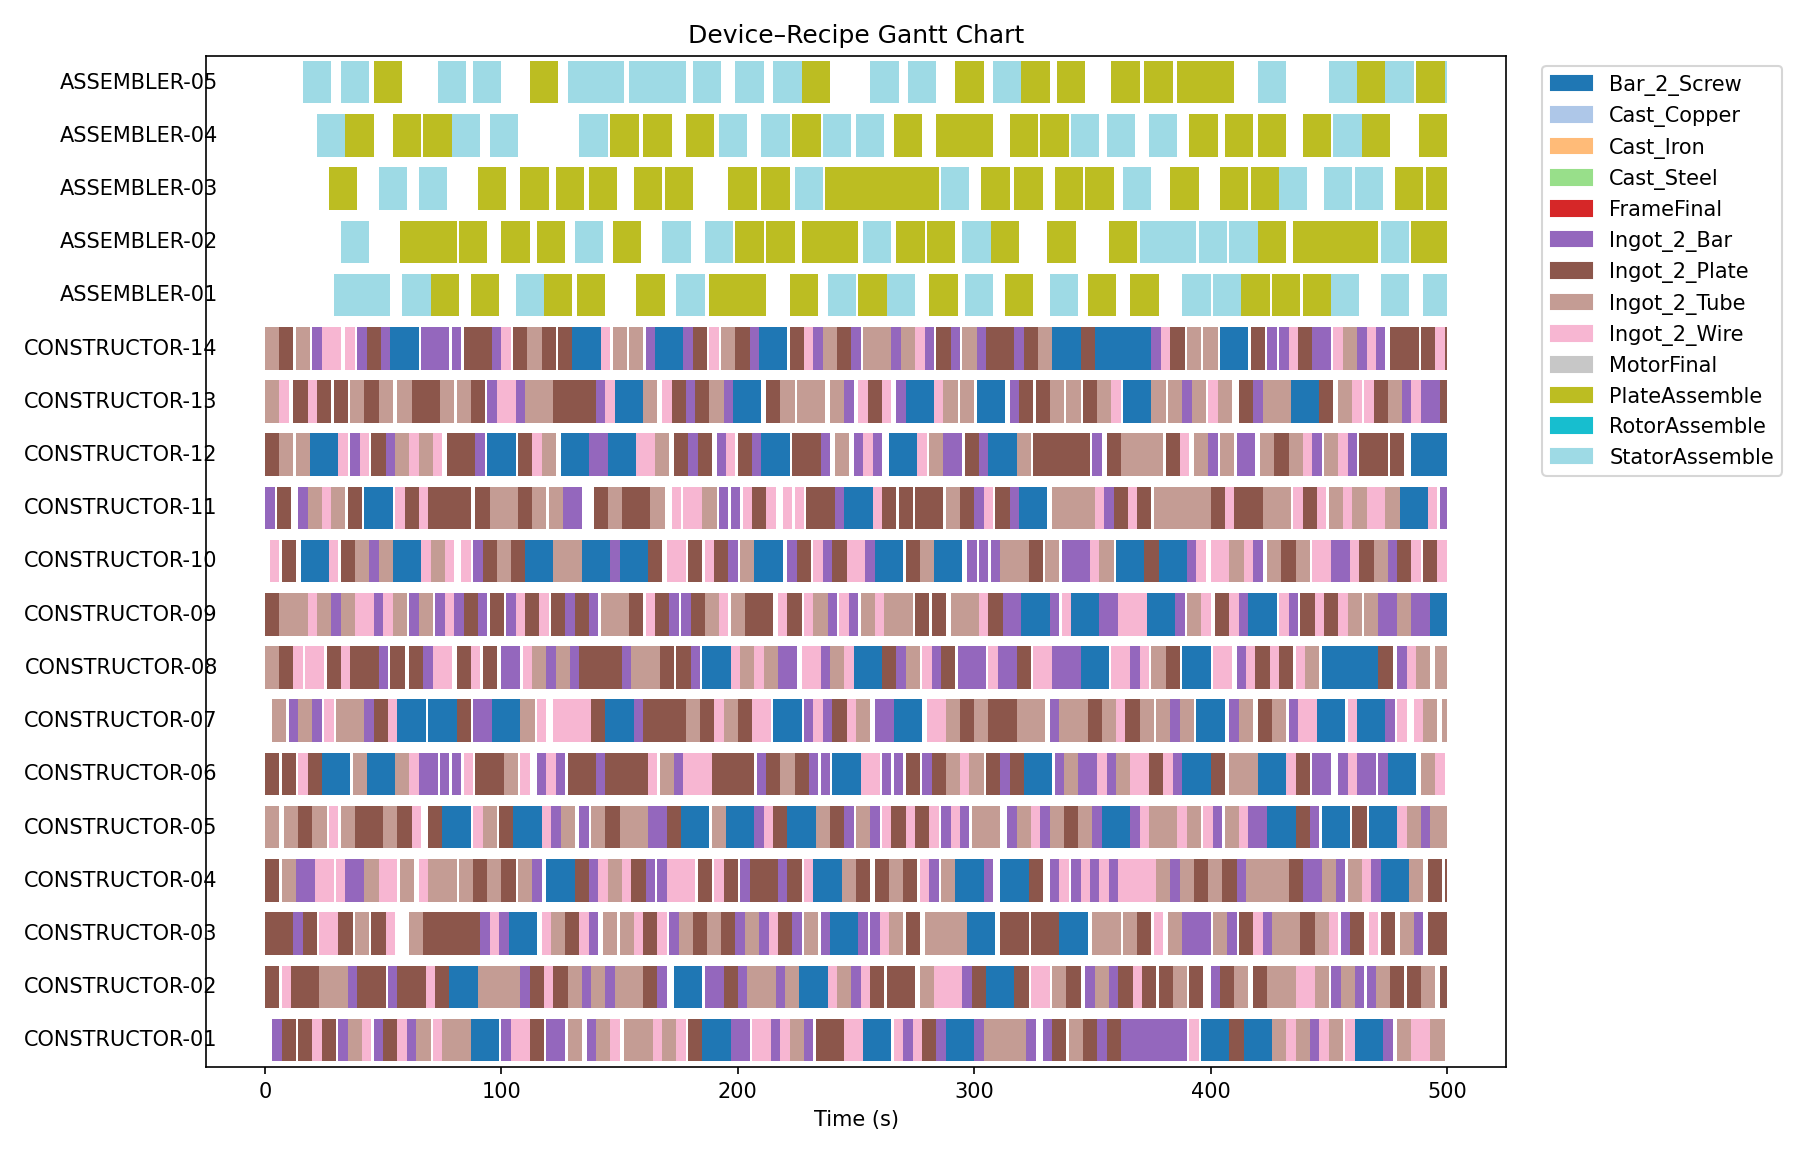 Device–Recipe Gantt Chart
ASSEMBLER-05
ASSEMBLER-04
ASSEMBLER-03
ASSEMBLER-02
ASSEMBLER-01
CONSTRUCTOR-14
CONSTRUCTOR-13
CONSTRUCTOR-12
CONSTRUCTOR-11
CONSTRUCTOR-10
CONSTRUCTOR-09
CONSTRUCTOR-08
CONSTRUCTOR-07
CONSTRUCTOR-06
CONSTRUCTOR-05
CONSTRUCTOR-04
CONSTRUCTOR-03
CONSTRUCTOR-02
CONSTRUCTOR-01
0 100 200 300 400 500
Time (s)
Bar_2_Screw
Cast_Copper
Cast_Iron
Cast_Steel
FrameFinal
Ingot_2_Bar
Ingot_2_Plate
Ingot_2_Tube
Ingot_2_Wire
MotorFinal
PlateAssemble
RotorAssemble
StatorAssemble